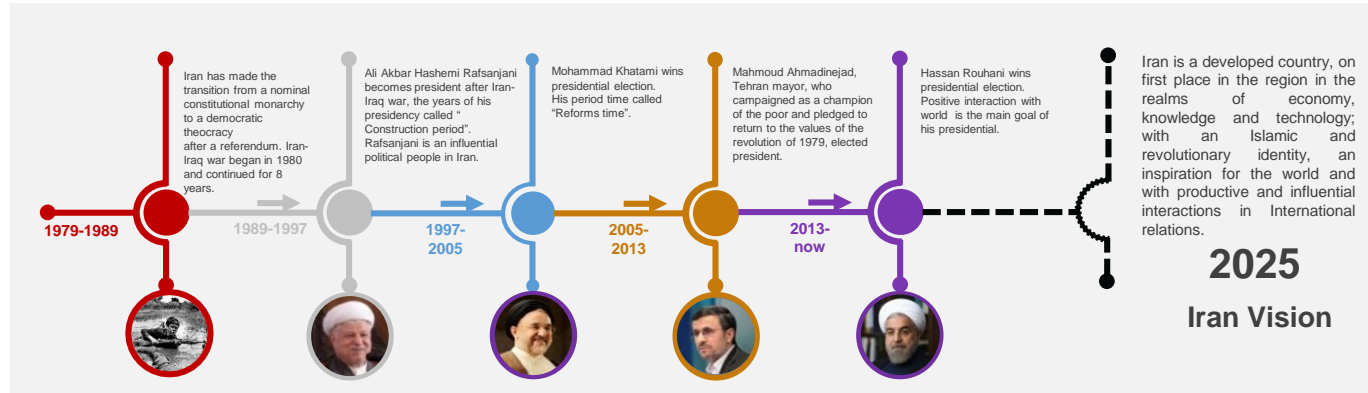 Iran has made the
transition from a nominal
constitutional monarchy
to a democratic
theocracy
after a referendum. Iran-
Iraq war began in 1980
and continued for 8
years.
1979-1989
Ali Akbar Hashemi Rafsanjani
becomes president after Iran-
Iraq war, the years of his
presidency called “
Construction period”.
Rafsanjani is an influential
political people in Iran.
1989-1997
Mohammad Khatami wins
presidential election.
His period time called
“Reforms time”.
1997-
2005
Mahmoud Ahmadinejad,
Tehran mayor, who
campaigned as a champion
of the poor and pledged to
return to the values of the
revolution of 1979, elected
president.
2005-
2013
Hassan Rouhani wins
presidential election.
Positive interaction with
world is the main goal of
his presidential.
2013-
now
Iran is a developed country, on
first place in the region in the
realms of economy,
knowledge and technology;
with an Islamic and
revolutionary identity, an
inspiration for the world and
with productive and influential
interactions in International
relations.
2025
Iran Vision